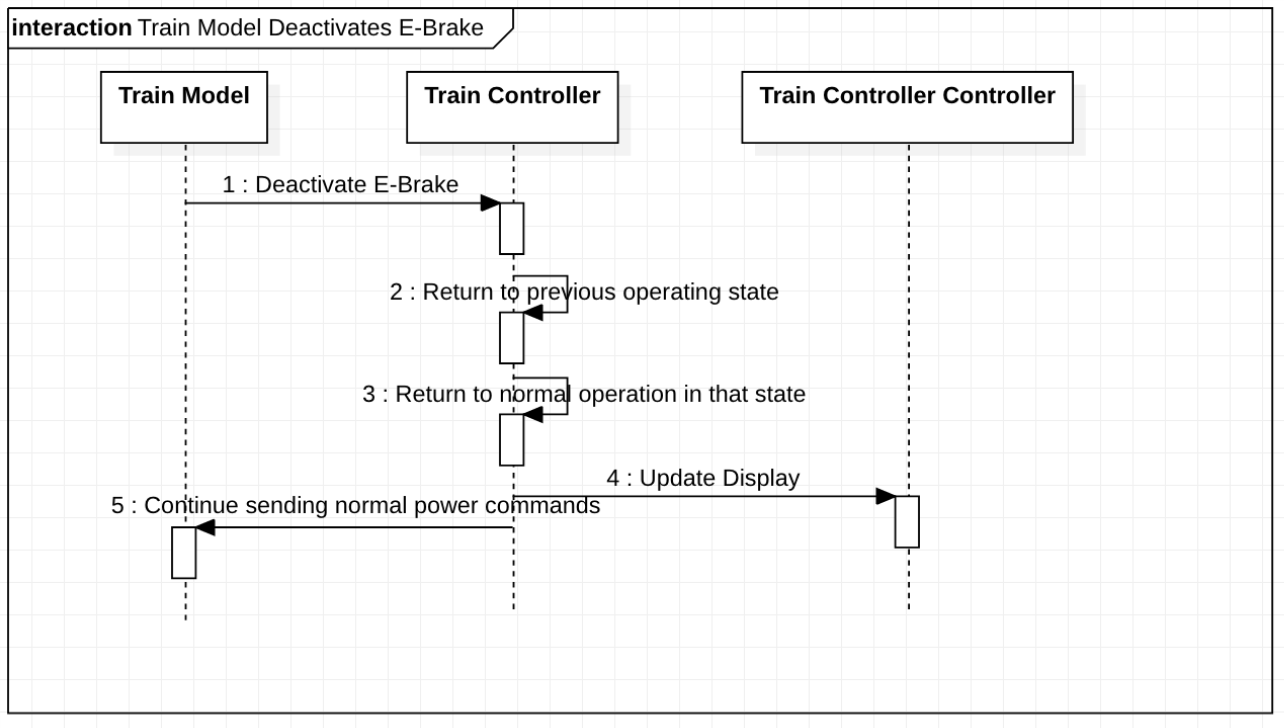 interaction Train Model Deactivates E-Brake
Train Model
Train Controller
Train Controller Controller
1 : Deactivate E-Brake
2 : Return to previous operating state
3 : Return to normal operation in that state
4 : Update Display
5 : Continue sending normal power commands